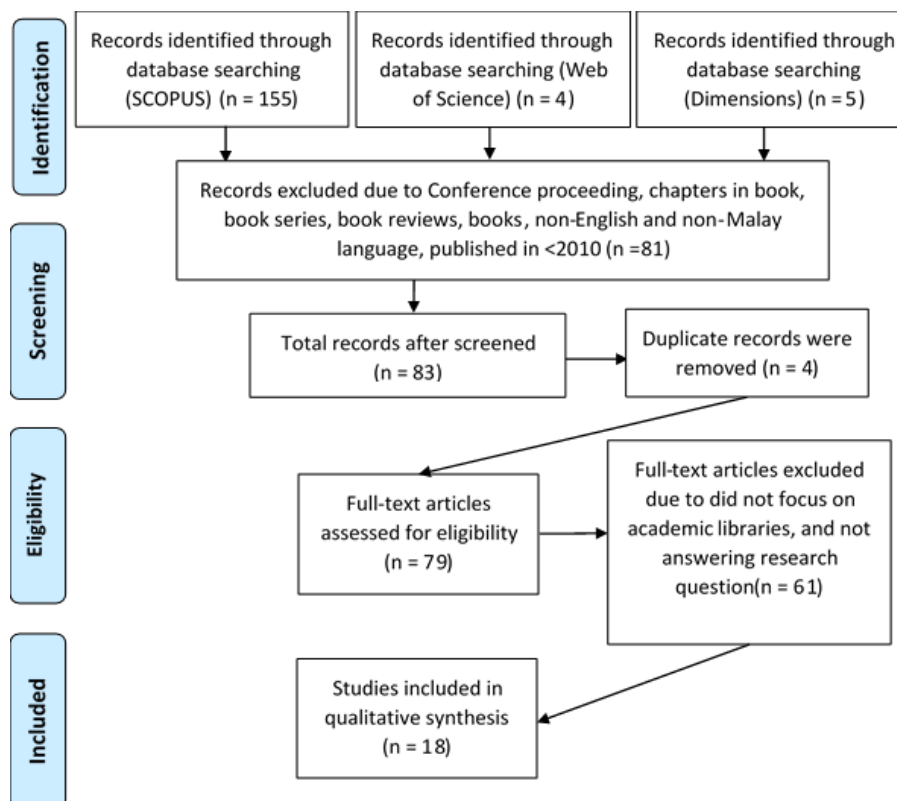 Identification
Records identified through
database searching
(SCOPUS) (n = 155)
Records identified through
database searching (Web
of Science) (n = 4)
Records identified through
database searching
(Dimensions) (n = 5)
Records excluded due to Conference proceeding, chapters in book,
book series, book reviews, books, non-English and non-Malay
language, published in <2010 (n =81)
Screening
Total records after screened
(n = 83)
Duplicate records were
removed (n = 4)
Eligibility
Full-text articles
assessed for eligibility
(n = 79)
Full-text articles excluded
due to did not focus on
academic libraries, and not
answering research
question(n = 61)
Included
Studies included in
qualitative synthesis
(n = 18)